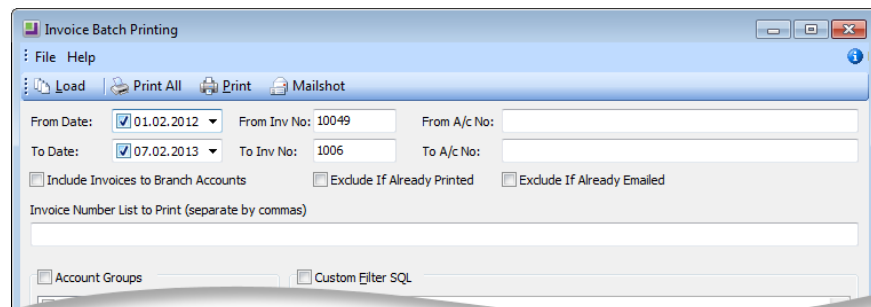 Invoice Batch Printing
File Help
Load Print All Print Mailshot
From Date: 01.02.2012 From Inv No: 10049 From A/c No:
To Date: 07.02.2013 To Inv No: 1006 To A/c No:
Include Invoices to Branch Accounts Exclude If Already Printed Exclude If Already Emailed
Invoice Number List to Print (separate by commas)
Account Groups Custom Filter SQL